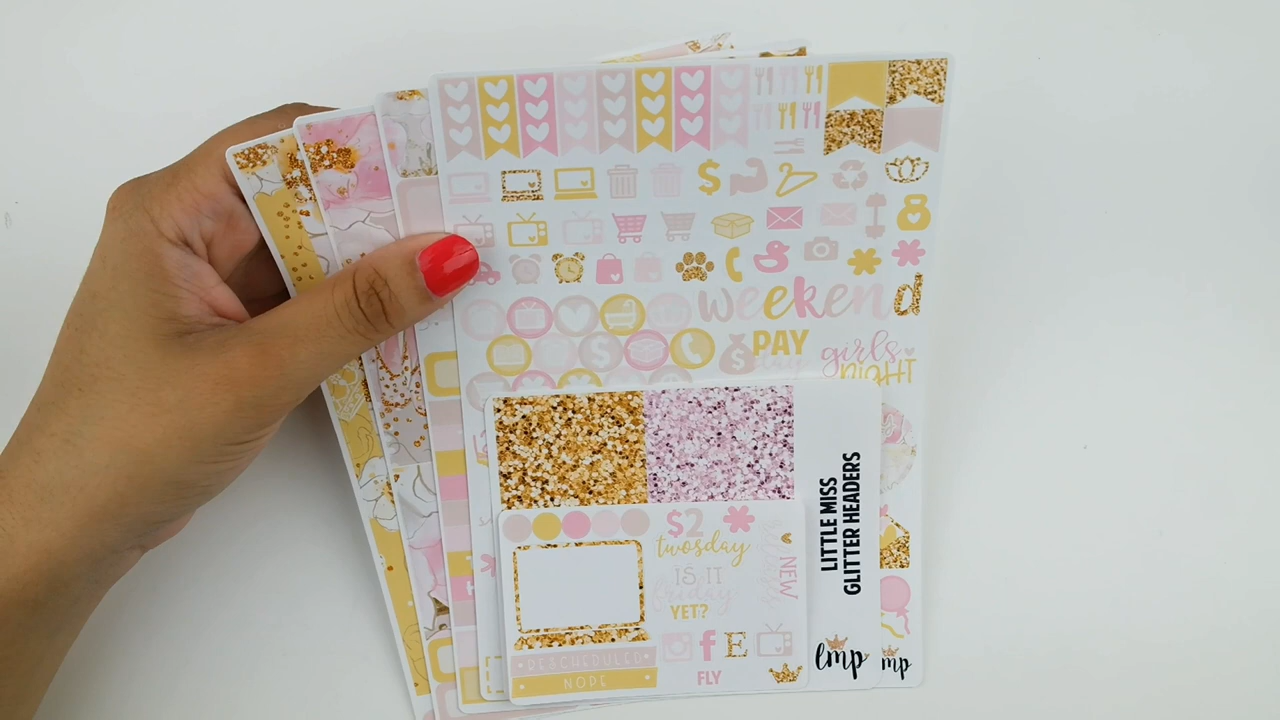 weekend
$
PAY
day
girls
NIGHT
LITTLE MISS
GLITTER HEADERS
$2
twosday
IS IT
friday
YET?
NEW
RESCHEDULED
NOPE
f
E
FLY
lmp
mp